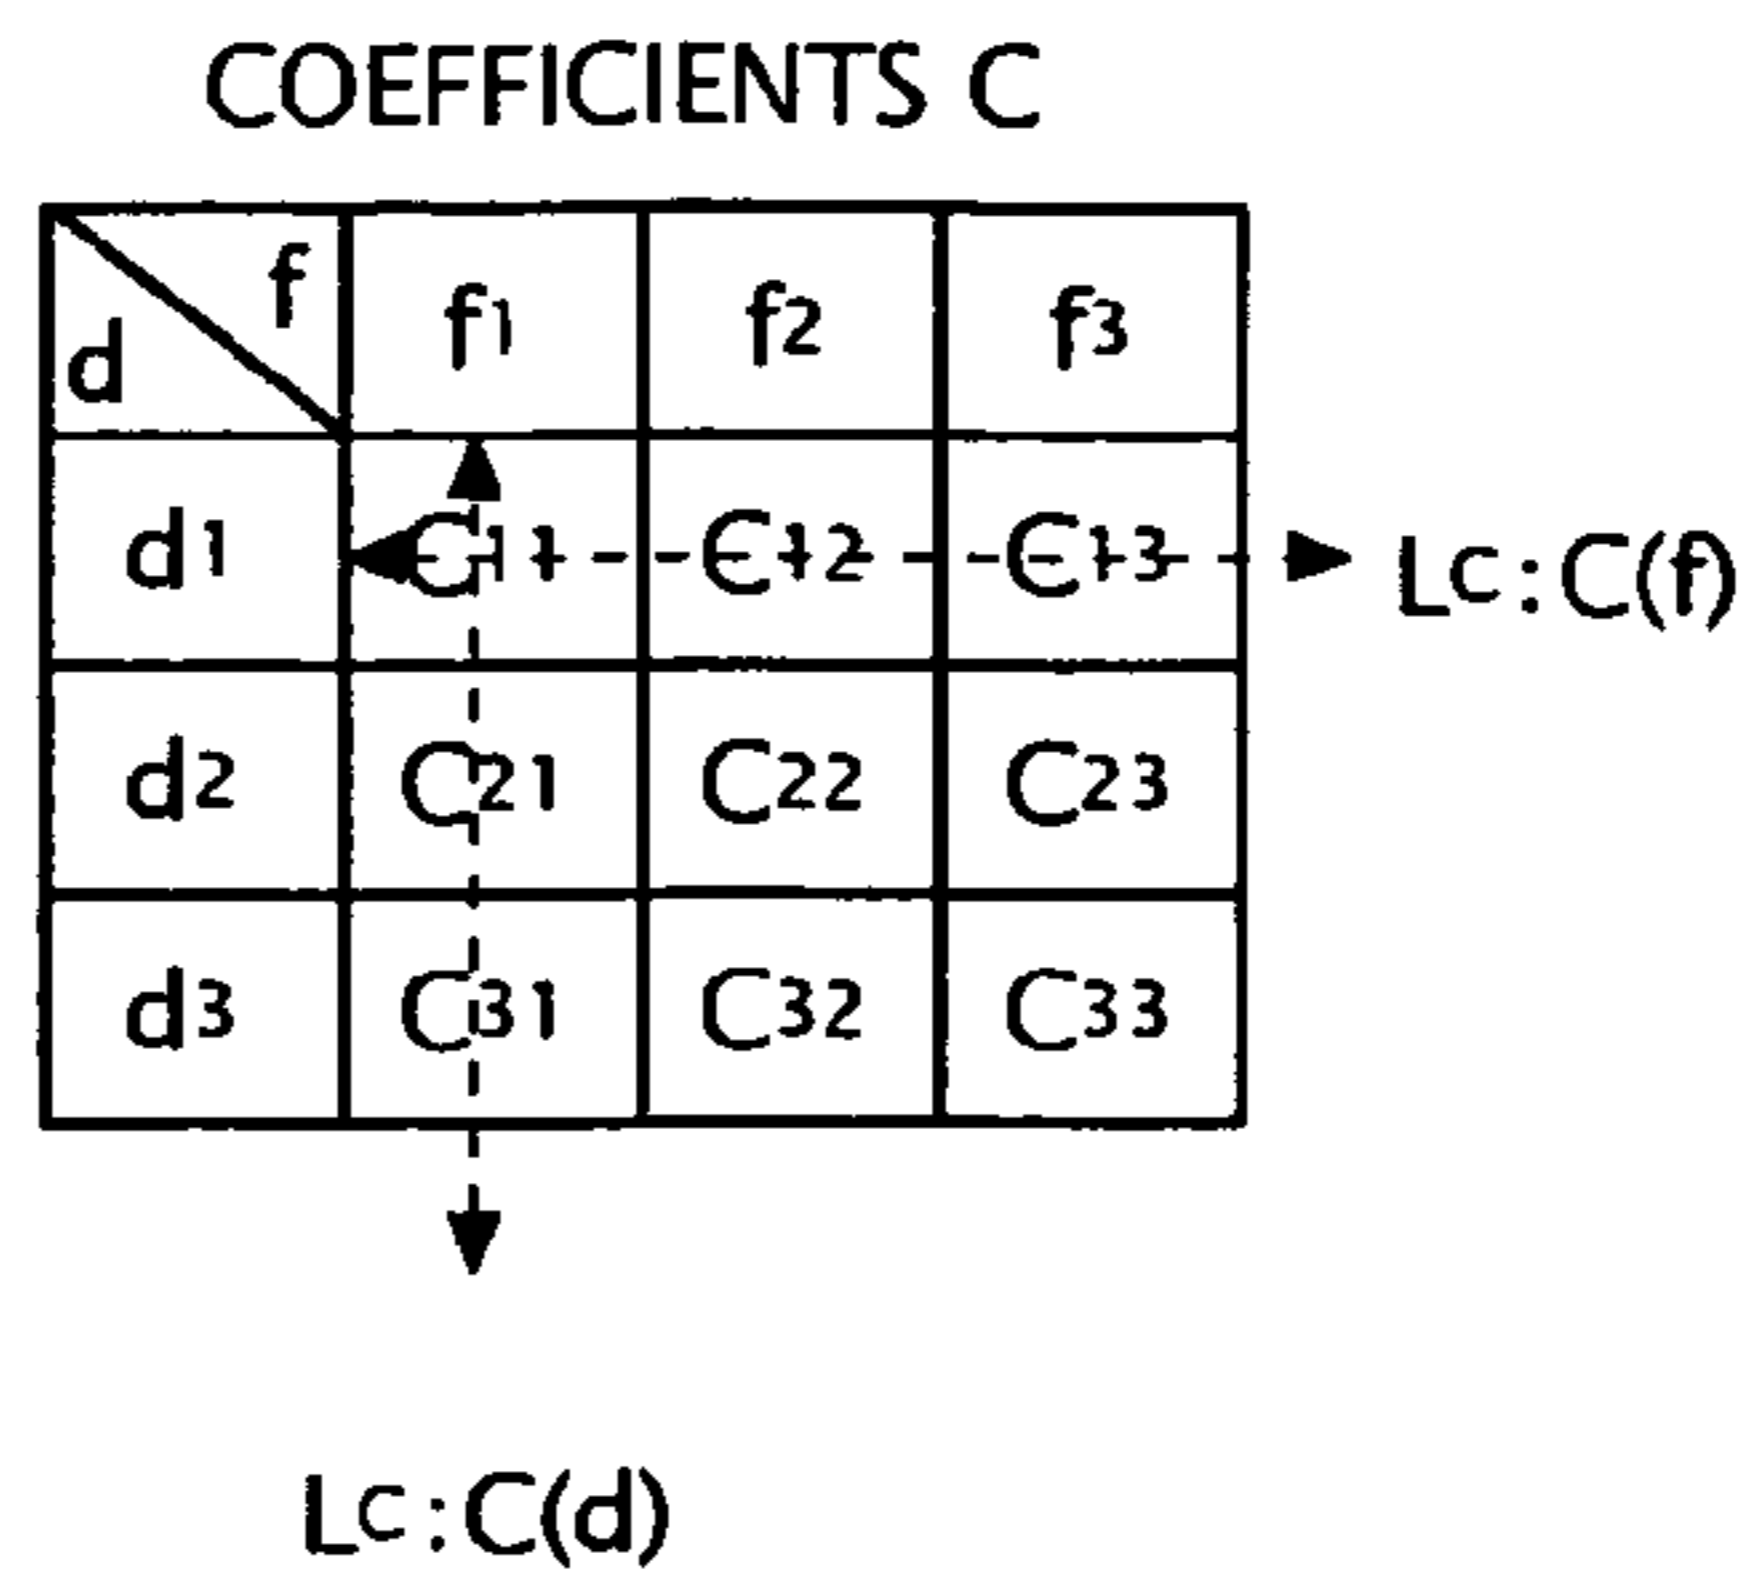 COEFFICIENTS C
f
d
f1 f2 f3
d1 C11 C12 C13
Lc:C(f)
d2 C21 C22 C23
d3 C31 C32 C33
Lc:C(d)